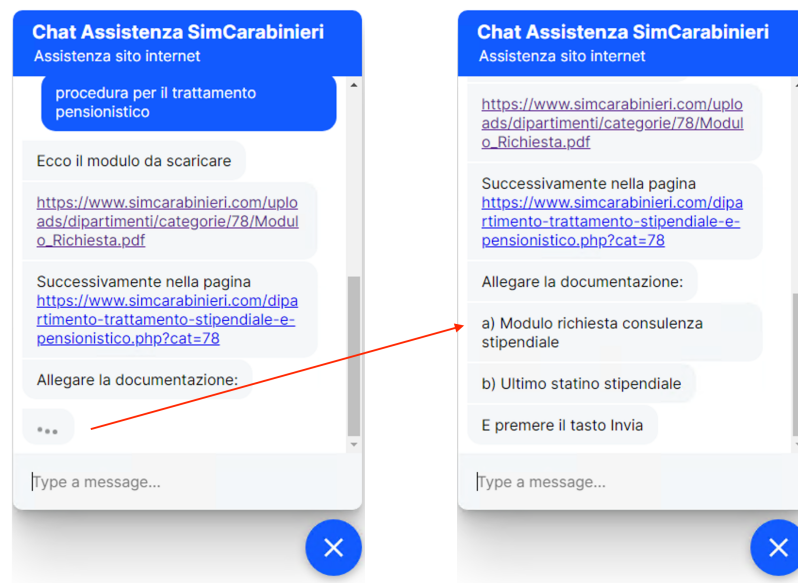 Chat Assistenza SimCarabinieri
Assistenza sito internet
procedura per il trattamento
pensionistico
Ecco il modulo da scaricare
https://www.simcarabinieri.com/uplo
ads/dipartimenti/categorie/78/Modul
o_Richiesta.pdf
Successivamente nella pagina
https://www.simcarabinieri.com/dipa
rtimento-trattamento-stipendiale-e-
pensionistico.php?cat=78
Allegare la documentazione:
Type a message...
Chat Assistenza SimCarabinieri
Assistenza sito internet
https://www.simcarabinieri.com/uplo
ads/dipartimenti/categorie/78/Modul
o_Richiesta.pdf
Successivamente nella pagina
https://www.simcarabinieri.com/dipa
rtimento-trattamento-stipendiale-e-
pensionistico.php?cat=78
Allegare la documentazione:
a) Modulo richiesta consulenza
stipendiale
b) Ultimo statino stipendiale
E premere il tasto Invia
Type a message...